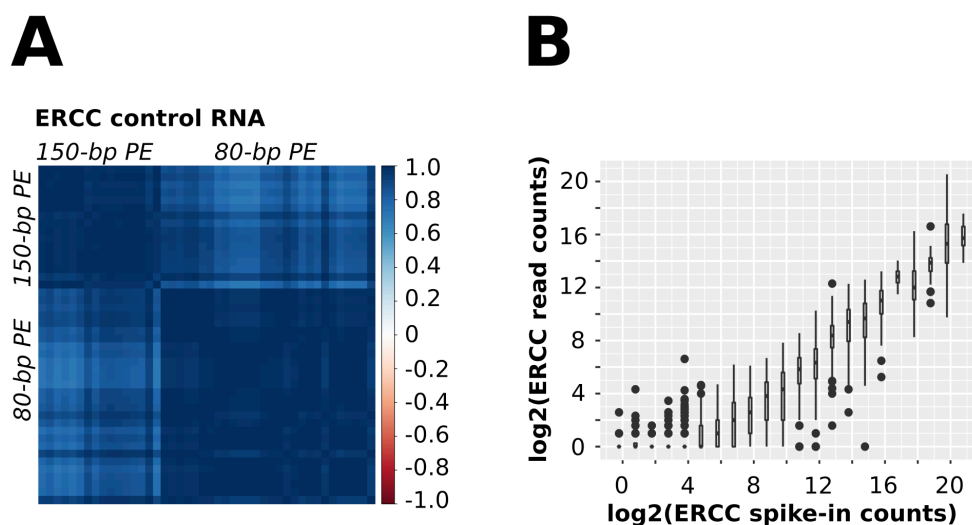 A
B
ERCC control RNA
150-bp PE 80-bp PE
150-bp PE
80-bp PE
1.0
0.8
0.6
0.4
0.2
0
-0.2
-0.4
-0.6
-0.8
-1.0
log2(ERCC read counts)
20
16
12
8
4
0
0 4 8 12 16 20
log2(ERCC spike-in counts)